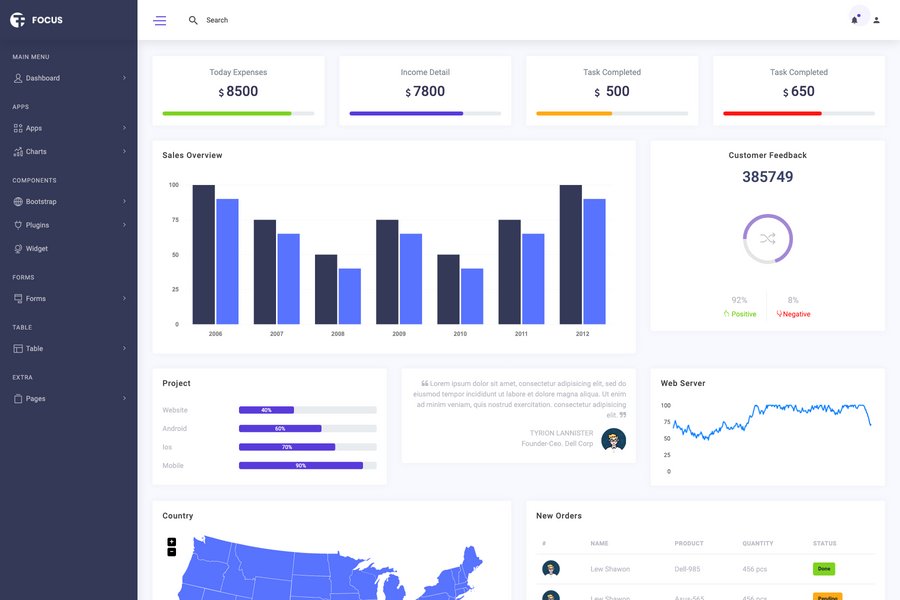 FOCUS
Search
MAIN MENU
Dashboard
APPS
Apps
Charts
COMPONENTS
Bootstrap
Plugins
Widget
FORMS
Forms
TABLE
Table
EXTRA
Pages
Today Expenses
$ 8500
Income Detail
$ 7800
Task Completed
$ 500
Task Completed
$ 650
Sales Overview
100
75
50
25
0
2006 2007 2008 2009 2010 2011 2012
Customer Feedback
385749
92%
Positive
8%
Negative
Project
Website 40%
Android 60%
Ios 70%
Mobile 90%
❝ Lorem ipsum dolor sit amet, consectetur adipisicing elit, sed do
eiusmod tempor incididunt ut labore et dolore magna aliqua. Ut enim
ad minim veniam, quis nostrud exercitation. consectetur adipisicing
elit. ❞
TYRION LANNISTER
Founder-Ceo. Dell Corp
Web Server
100
75
50
25
0
Country
+
−
New Orders
# NAME PRODUCT QUANTITY STATUS
Lew Shawon Dell-985 456 pcs Done
Lew Shawon Asus-565 456 pcs Pending